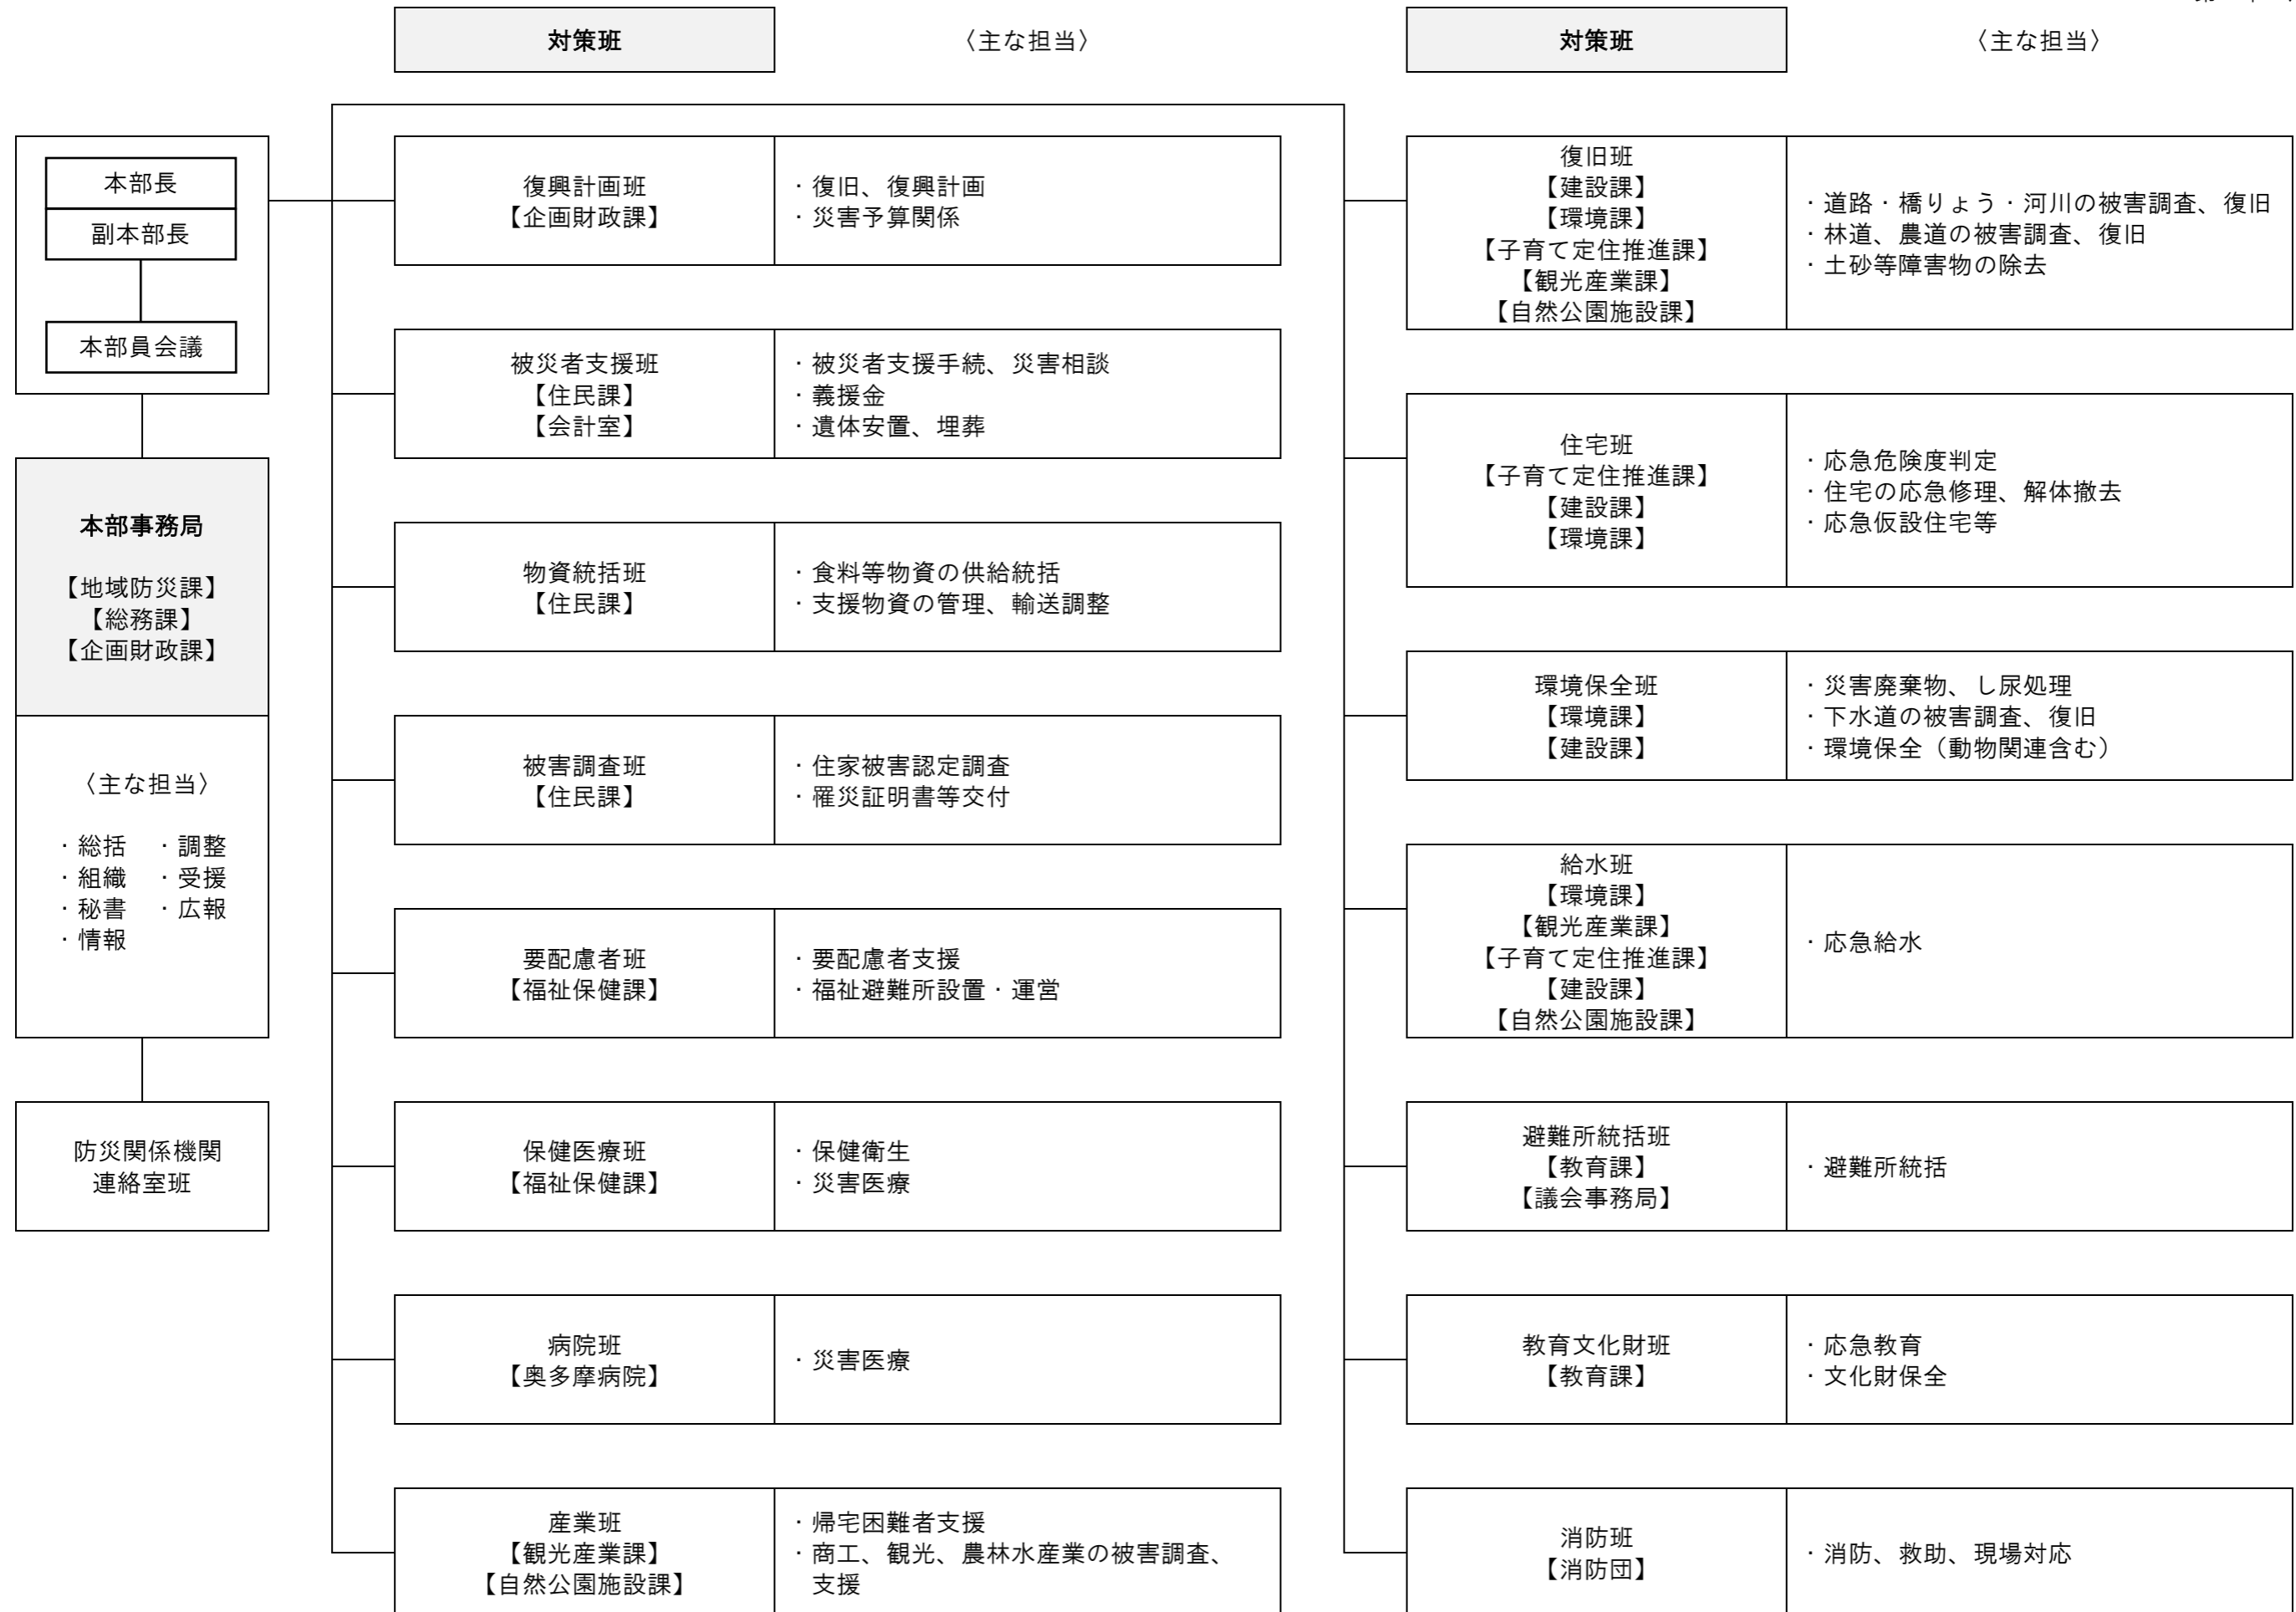 対策班
〈主な担当〉
対策班
〈主な担当〉
本部長
副本部長
本部員会議
本部事務局
【地域防災課】
【総務課】
【企画財政課】
〈主な担当〉
・総括 ・調整
・組織 ・受援
・秘書 ・広報
・情報
防災関係機関
連絡室班
復興計画班
【企画財政課】
・復旧、復興計画
・災害予算関係
被災者支援班
【住民課】
【会計室】
・被災者支援手続、災害相談
・義援金
・遺体安置、埋葬
物資統括班
【住民課】
・食料等物資の供給統括
・支援物資の管理、輸送調整
被害調査班
【住民課】
・住家被害認定調査
・罹災証明書等交付
要配慮者班
【福祉保健課】
・要配慮者支援
・福祉避難所設置・運営
保健医療班
【福祉保健課】
・保健衛生
・災害医療
病院班
【奥多摩病院】
・災害医療
産業班
【観光産業課】
【自然公園施設課】
・帰宅困難者支援
・商工、観光、農林水産業の被害調査、
支援
復旧班
【建設課】
【環境課】
【子育て定住推進課】
【観光産業課】
【自然公園施設課】
・道路・橋りょう・河川の被害調査、復旧
・林道、農道の被害調査、復旧
・土砂等障害物の除去
住宅班
【子育て定住推進課】
【建設課】
【環境課】
・応急危険度判定
・住宅の応急修理、解体撤去
・応急仮設住宅等
環境保全班
【環境課】
【建設課】
・災害廃棄物、し尿処理
・下水道の被害調査、復旧
・環境保全（動物関連含む）
給水班
【環境課】
【観光産業課】
【子育て定住推進課】
【建設課】
【自然公園施設課】
・応急給水
避難所統括班
【教育課】
【議会事務局】
・避難所統括
教育文化財班
【教育課】
・応急教育
・文化財保全
消防班
【消防団】
・消防、救助、現場対応